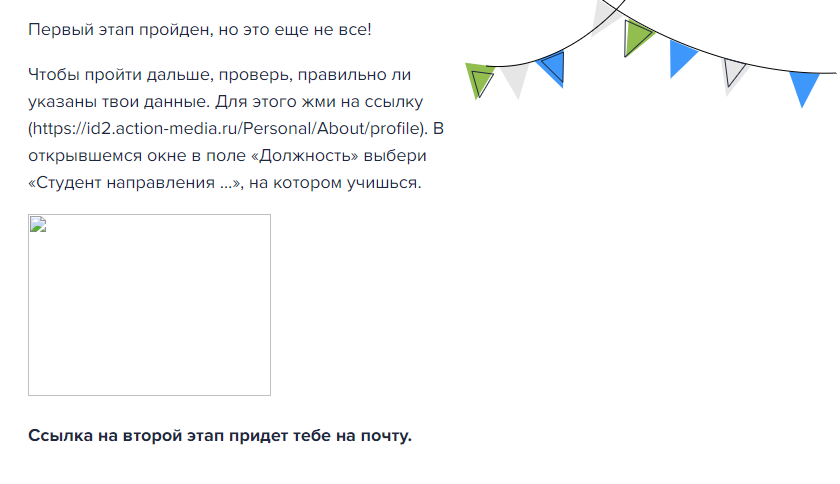 Первый этап пройден, но это еще не все!
Чтобы пройти дальше, проверь, правильно ли
указаны твои данные. Для этого жми на ссылку
(https://id2.action-media.ru/Personal/About/profile). В
открывшемся окне в поле «Должность» выбери
«Студент направления ...», на котором учишься.
Ссылка на второй этап придет тебе на почту.